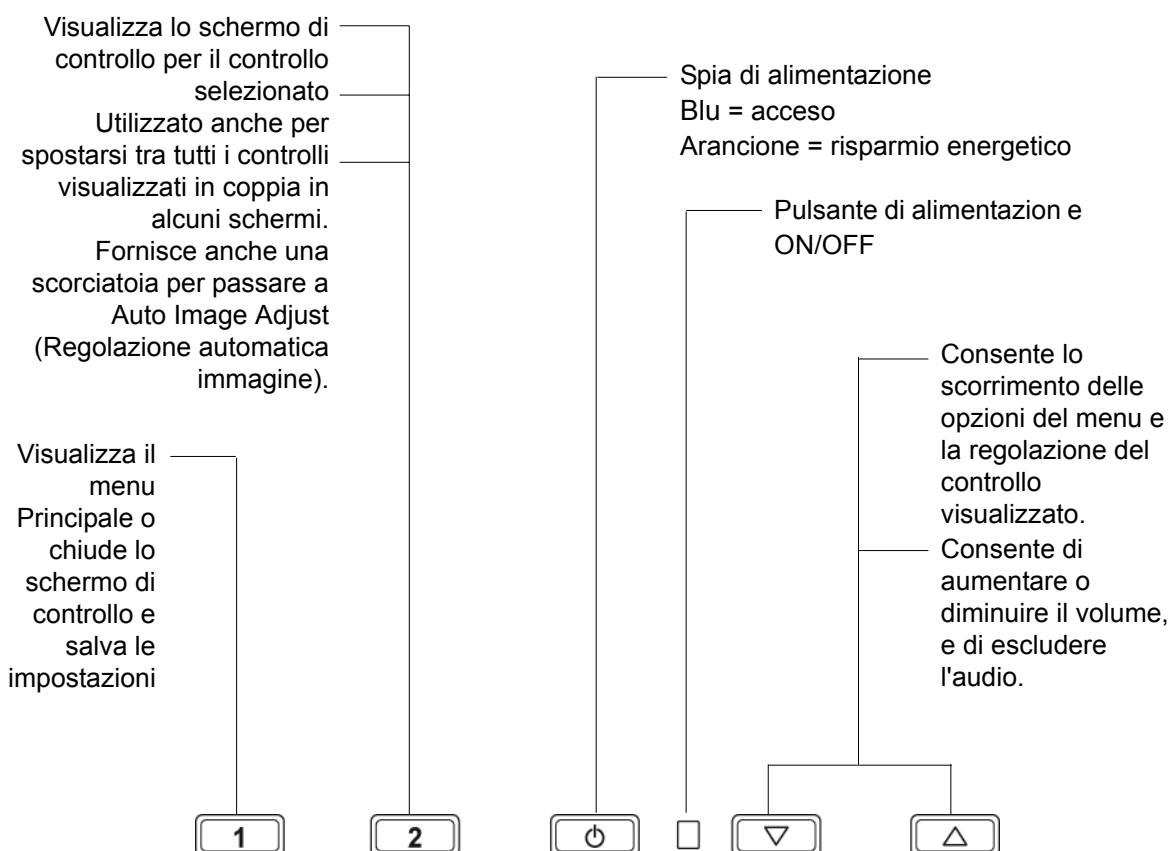 Visualizza lo schermo di
controllo per il controllo
selezionato
Utilizzato anche per
spostarsi tra tutti i controlli
visualizzati in coppia in
alcuni schermi.
Fornisce anche una
scorciatoia per passare a
Auto Image Adjust
(Regolazione automatica
immagine).
Spia di alimentazione
Blu = acceso
Arancione = risparmio energetico
Pulsante di alimentazion e
ON/OFF
Consente lo
scorrimento delle
opzioni del menu e
la regolazione del
controllo
visualizzato.
Consente di
aumentare o
diminuire il volume,
e di escludere
l'audio.
Visualizza il
menu
Principale o
chiude lo
schermo di
controllo e
salva le
impostazioni
1
2